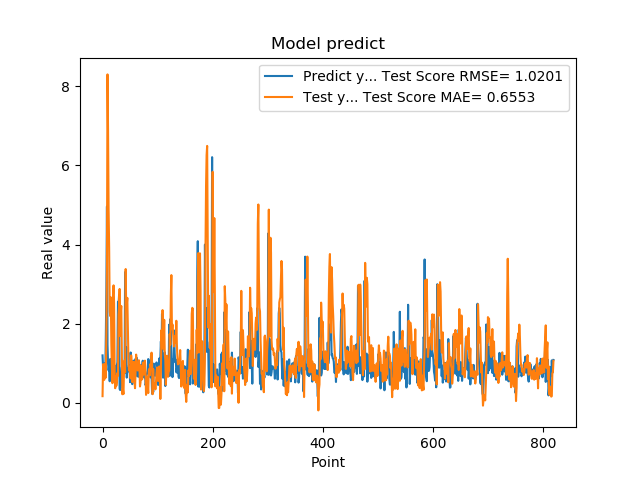 Model predict
Predict y... Test Score RMSE= 1.0201
Test y... Test Score MAE= 0.6553
Real value
8
6
4
2
0
0 200 400 600 800
Point